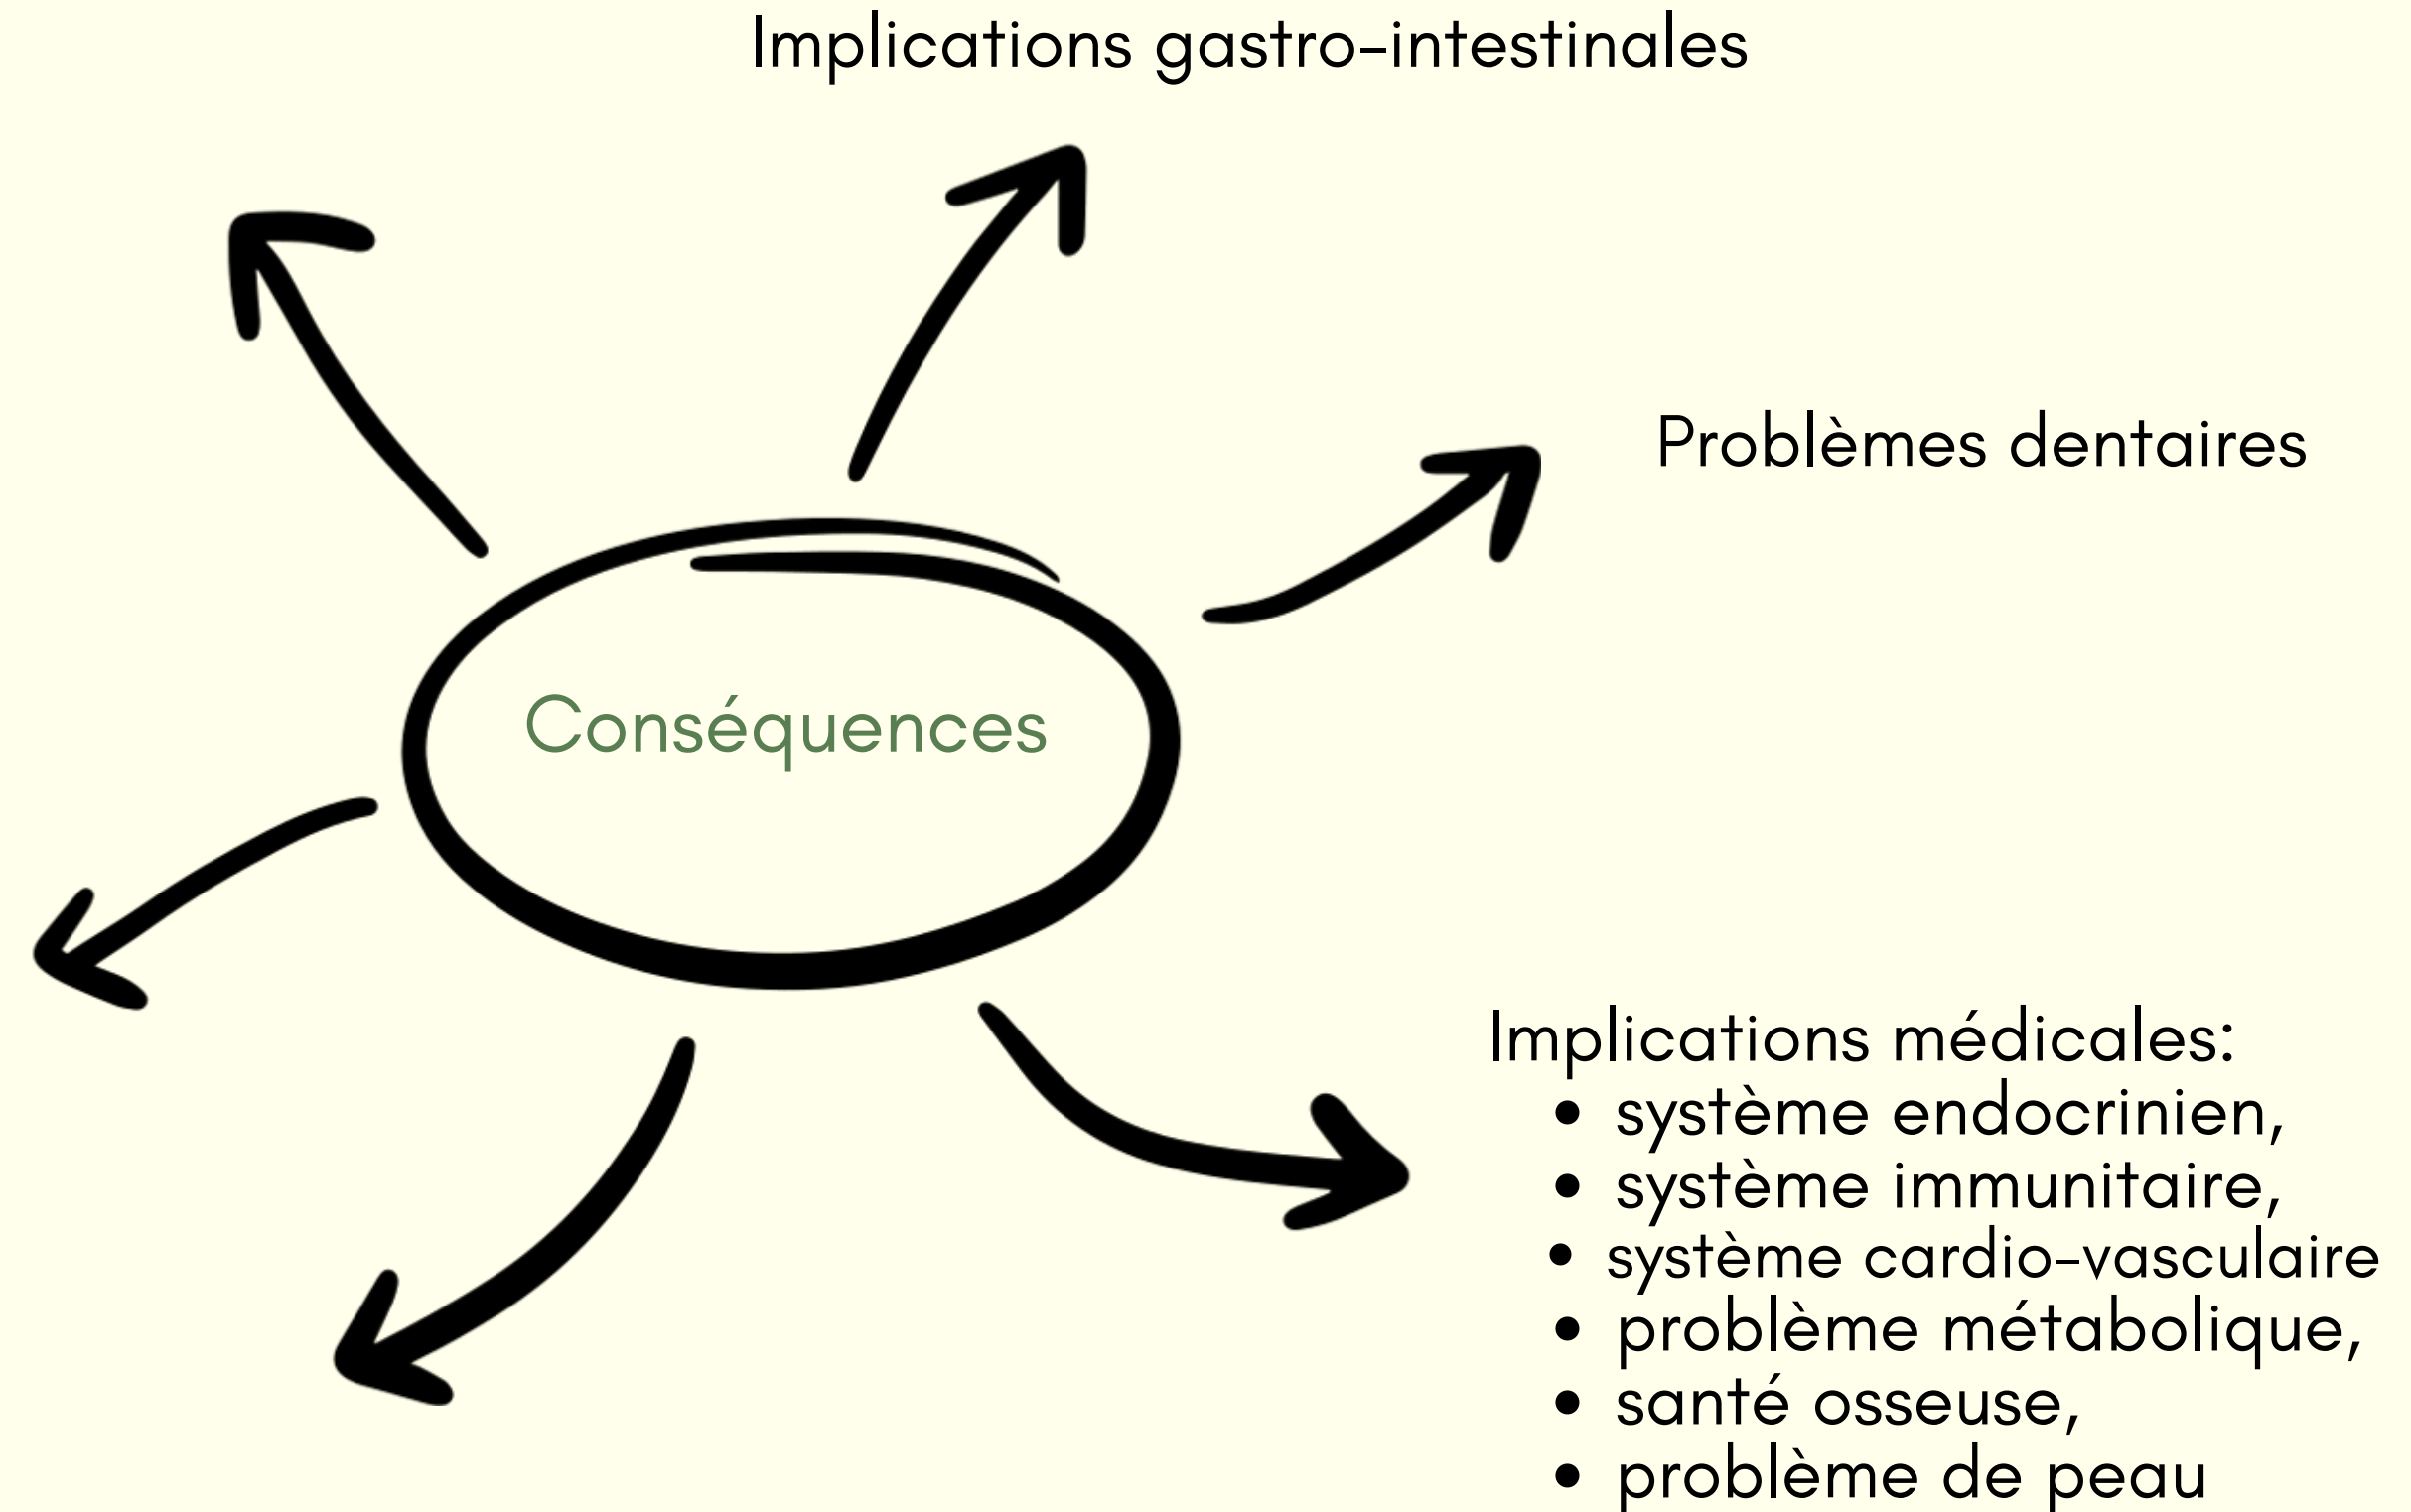 Implications gastro-intestinales
Problèmes dentaires
Conséquences
Implications médicales:
• système endocrinien,
• système immunitaire,
• système cardio-vasculaire
• problème métabolique,
• santé osseuse,
• problème de peau